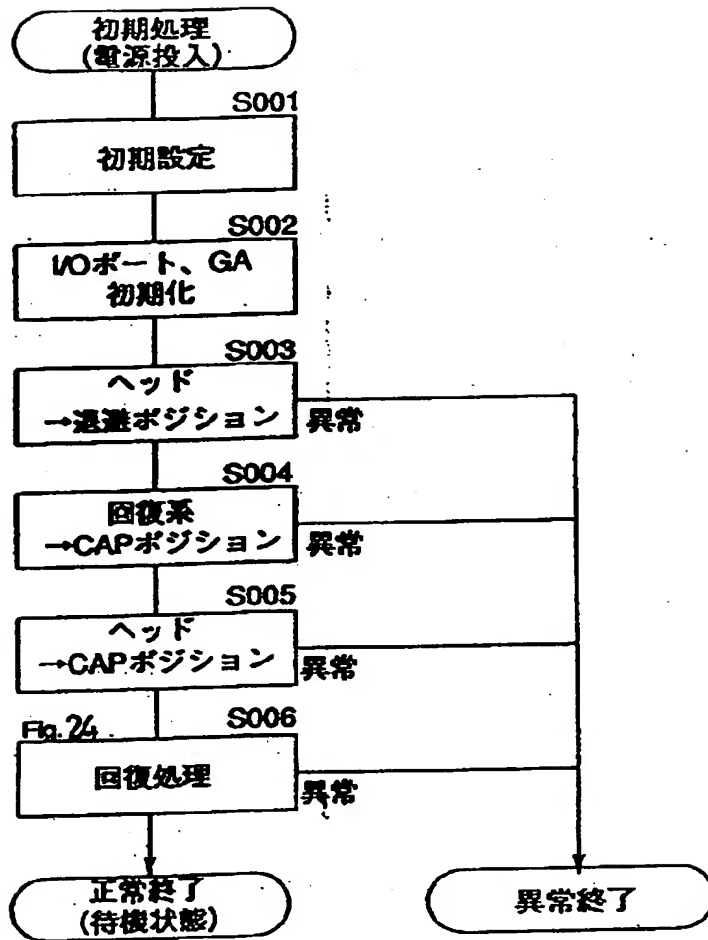 初期処理
(電源投入)
S001
初期設定
S002
I/Oポート、GA
初期化
S003
ヘッド
→退避ポジション
異常
S004
回復系
→CAPポジション
異常
S005
ヘッド
→CAPポジション
異常
Fig.24
S006
回復処理
異常
正常終了
(待機状態)
異常終了